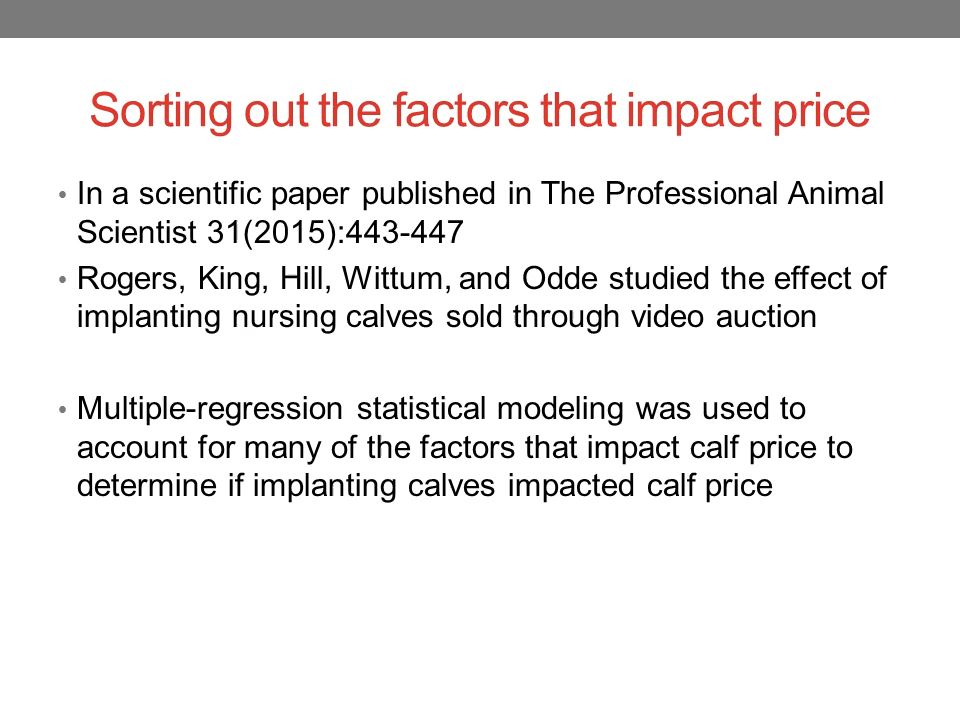 Sorting out the factors that impact price
• In a scientific paper published in The Professional Animal
Scientist 31(2015):443-447
• Rogers, King, Hill, Wittum, and Odde studied the effect of
implanting nursing calves sold through video auction
• Multiple-regression statistical modeling was used to
account for many of the factors that impact calf price to
determine if implanting calves impacted calf price